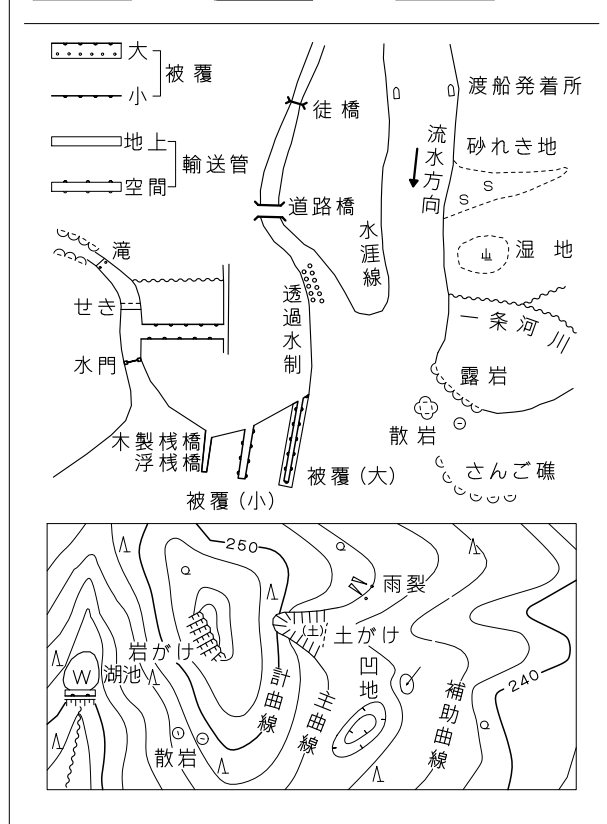 大
小
被覆
地上
空間
輸送管
徒橋
道路橋
渡船発着所
流水方向
砂れき地
S
S
水涯線
湿地
山
滝
せき
水門
透過水制
一条河川
露岩
散岩
さんご礁
木製桟橋
浮桟橋
被覆(大)
被覆(小)
250
雨裂
(土)
土がけ
岩がけ
W
湖池
凹地
計曲線
主曲線
補助曲線
240
散岩